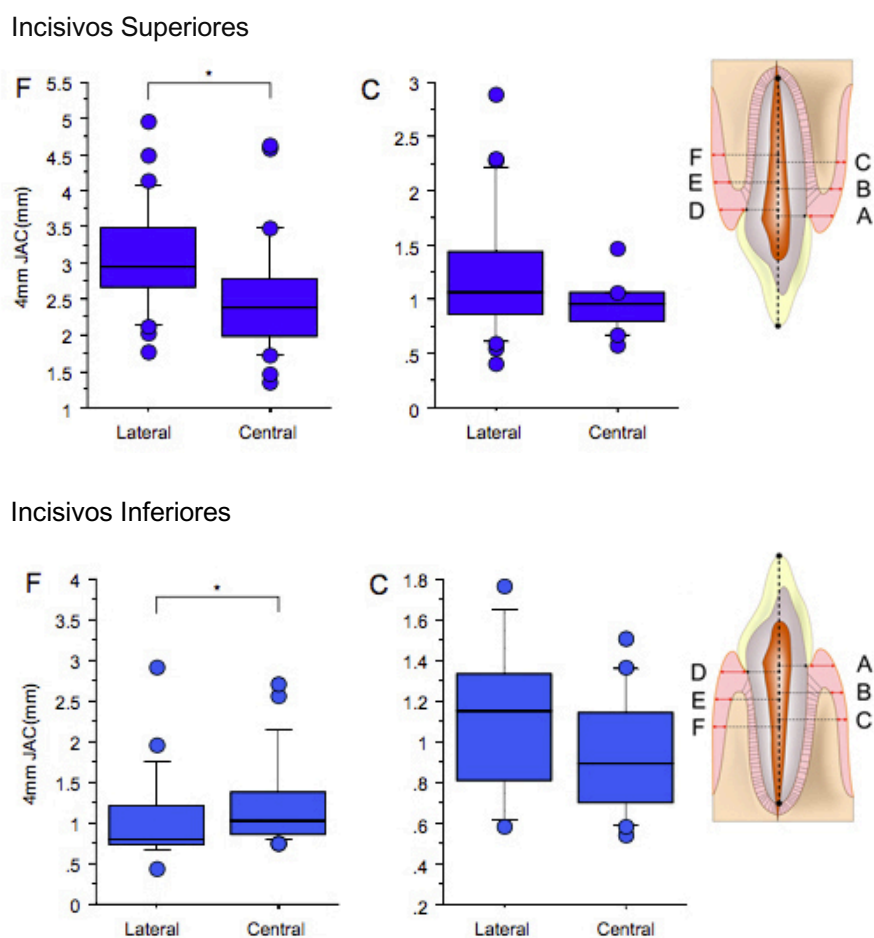 Incisivos Superiores
F
4mm JAC(mm)
5.5
5
4.5
4
3.5
3
2.5
2
1.5
1
*
Lateral
Central
C
3
2.5
2
1.5
1
.5
0
Lateral
Central
F
E
D
C
B
A
Incisivos Inferiores
F
4mm JAC(mm)
4
3.5
3
2.5
2
1.5
1
.5
0
*
Lateral
Central
C
1.8
1.6
1.4
1.2
1
.8
.6
.4
.2
Lateral
Central
D
E
F
A
B
C